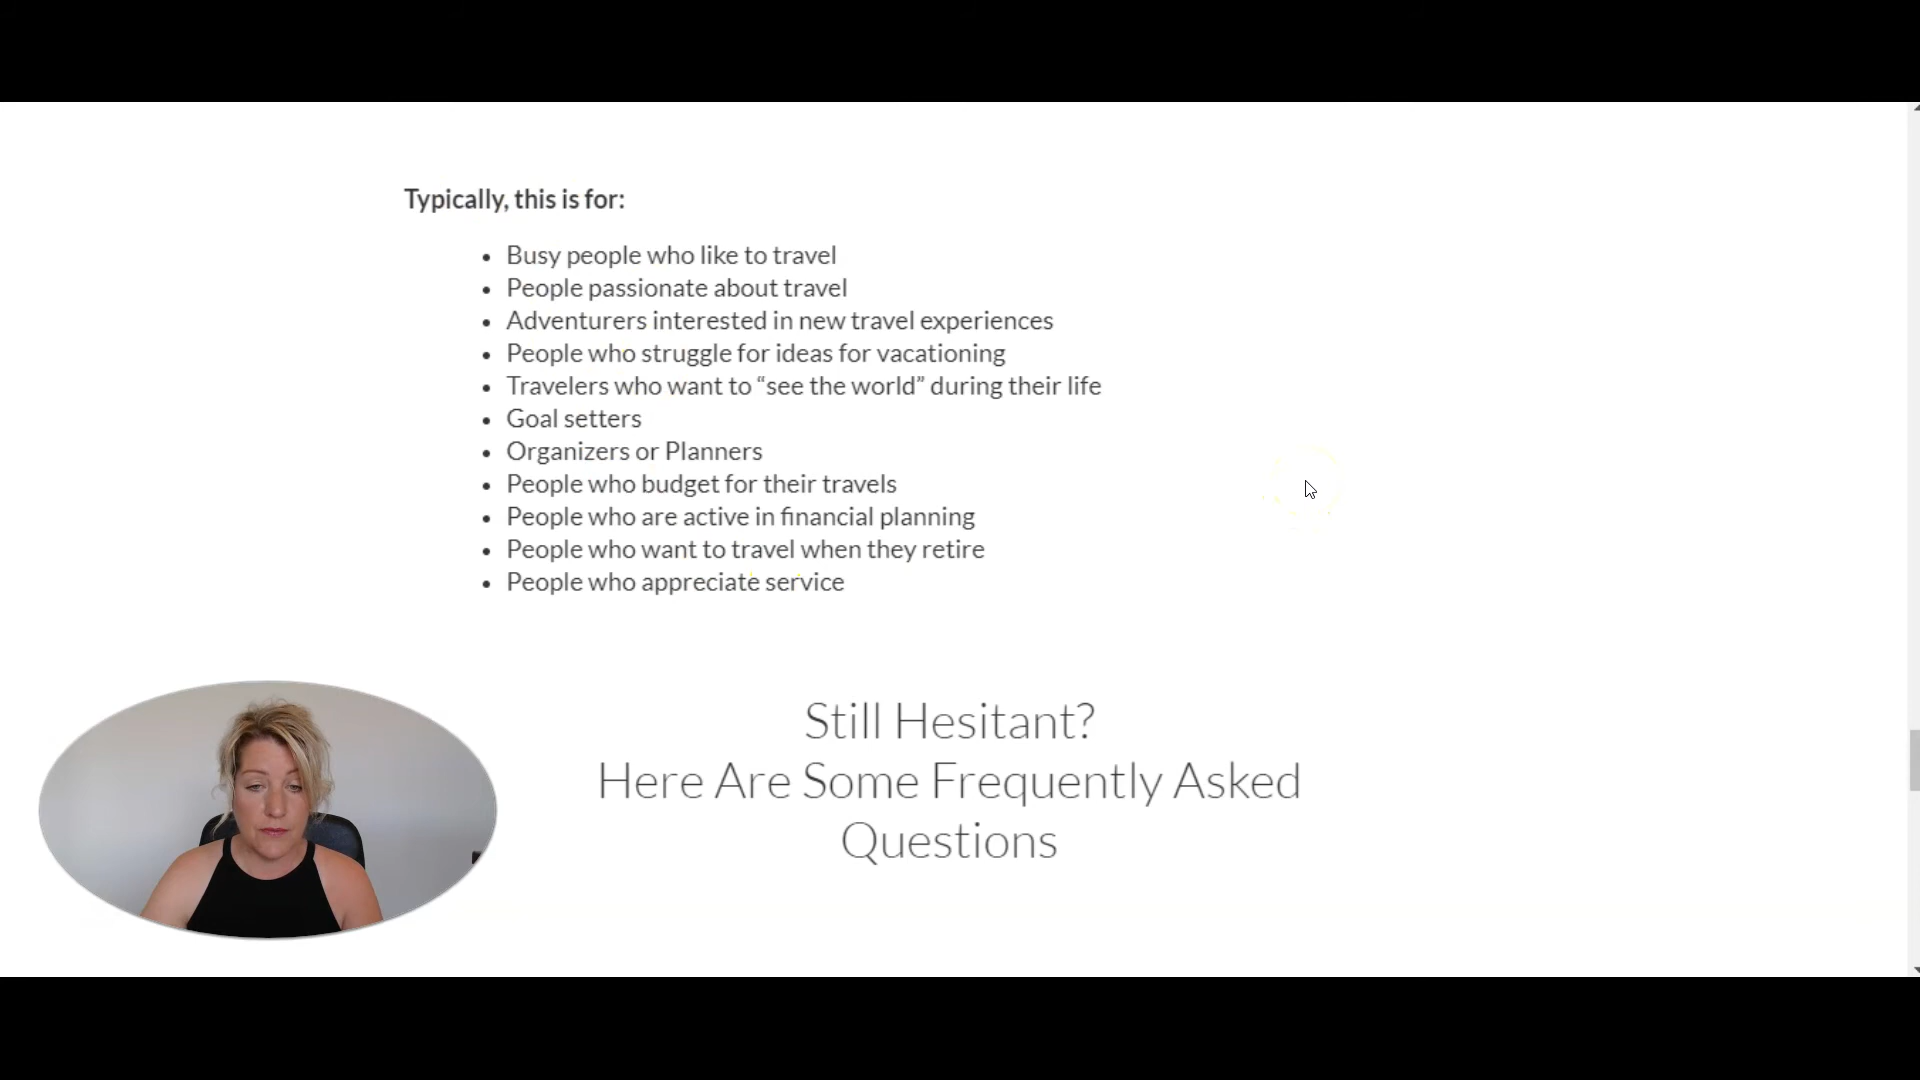 Typically, this is for:
Busy people who like to travel
People passionate about travel
Adventurers interested in new travel experiences
People who struggle for ideas for vacationing
Travelers who want to “see the world” during their life
Goal setters
Organizers or Planners
People who budget for their travels
People who are active in financial planning
People who want to travel when they retire
People who appreciate service
Still Hesitant?
Here Are Some Frequently Asked
Questions